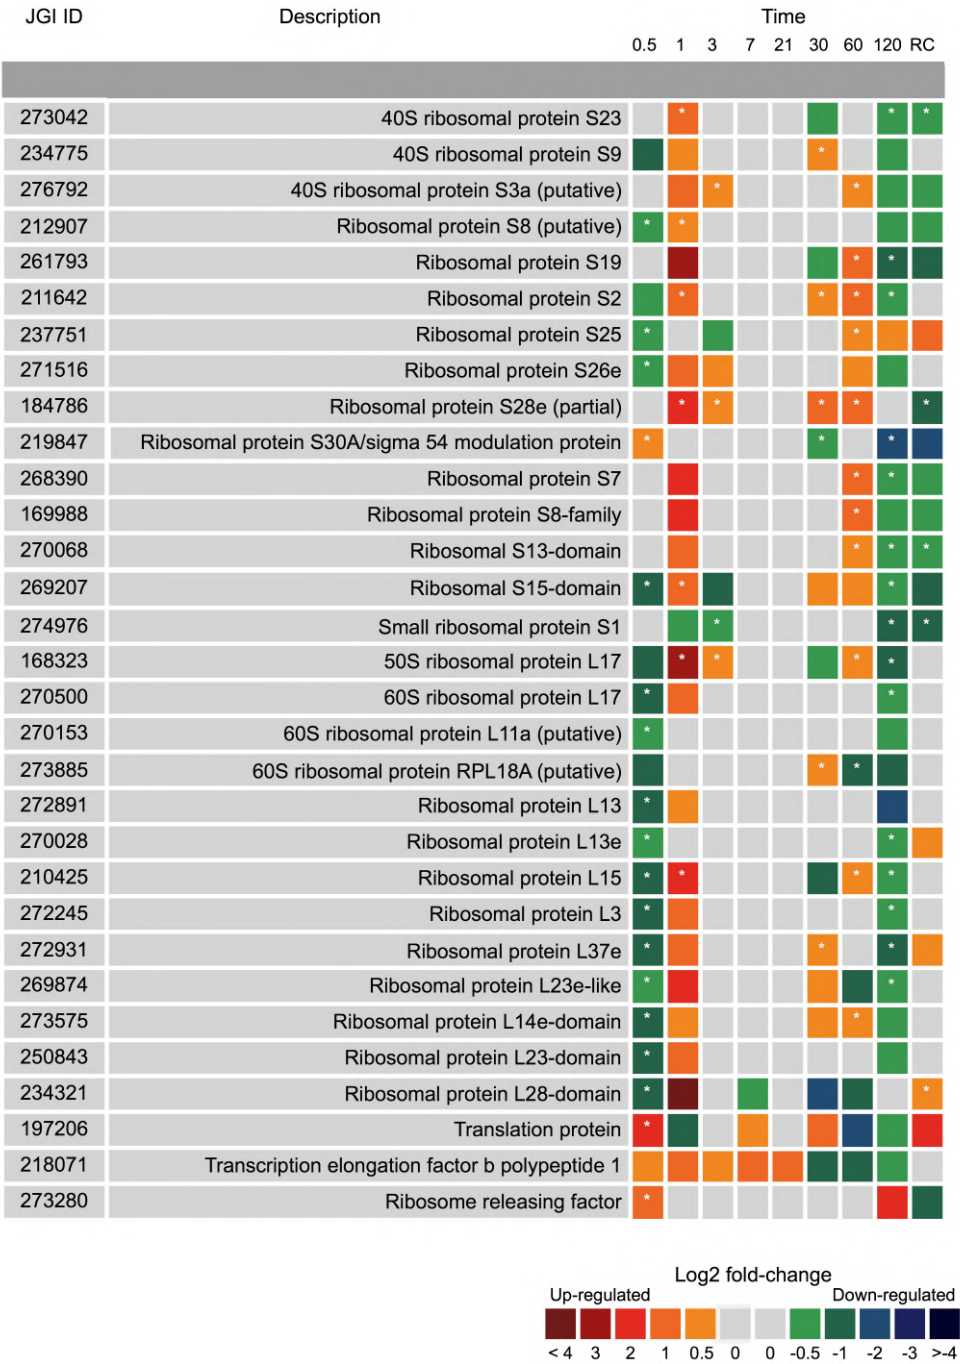 JGI ID Description Time
0.5 1 3 7 21 30 60 120 RC
273042 40S ribosomal protein S23 * * *
234775 40S ribosomal protein S9 *
276792 40S ribosomal protein S3a (putative) * *
212907 Ribosomal protein S8 (putative) * *
261793 Ribosomal protein S19 * *
211642 Ribosomal protein S2 * * * *
237751 Ribosomal protein S25 * *
271516 Ribosomal protein S26e *
184786 Ribosomal protein S28e (partial) * * * * *
219847 Ribosomal protein S30A/sigma 54 modulation protein * * *
268390 Ribosomal protein S7 * *
169988 Ribosomal protein S8-family *
270068 Ribosomal S13-domain * * *
269207 Ribosomal S15-domain * * *
274976 Small ribosomal protein S1 * * *
168323 50S ribosomal protein L17 * * * *
270500 60S ribosomal protein L17 * *
270153 60S ribosomal protein L11a (putative) *
273885 60S ribosomal protein RPL18A (putative) * *
272891 Ribosomal protein L13 *
270028 Ribosomal protein L13e * *
210425 Ribosomal protein L15 * * * *
272245 Ribosomal protein L3 * *
272931 Ribosomal protein L37e * * *
269874 Ribosomal protein L23e-like * *
273575 Ribosomal protein L14e-domain * *
250843 Ribosomal protein L23-domain *
234321 Ribosomal protein L28-domain * *
197206 Translation protein *
218071 Transcription elongation factor b polypeptide 1
273280 Ribosome releasing factor *
Log2 fold-change
Up-regulated Down-regulated
< 4 3 2 1 0.5 0 0 -0.5 -1 -2 -3 >-4